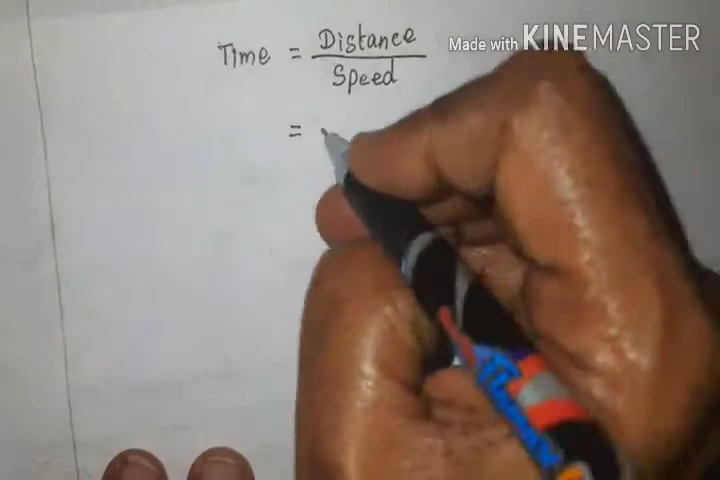 Time = Distance / Speed
=
Made with KINEMASTER